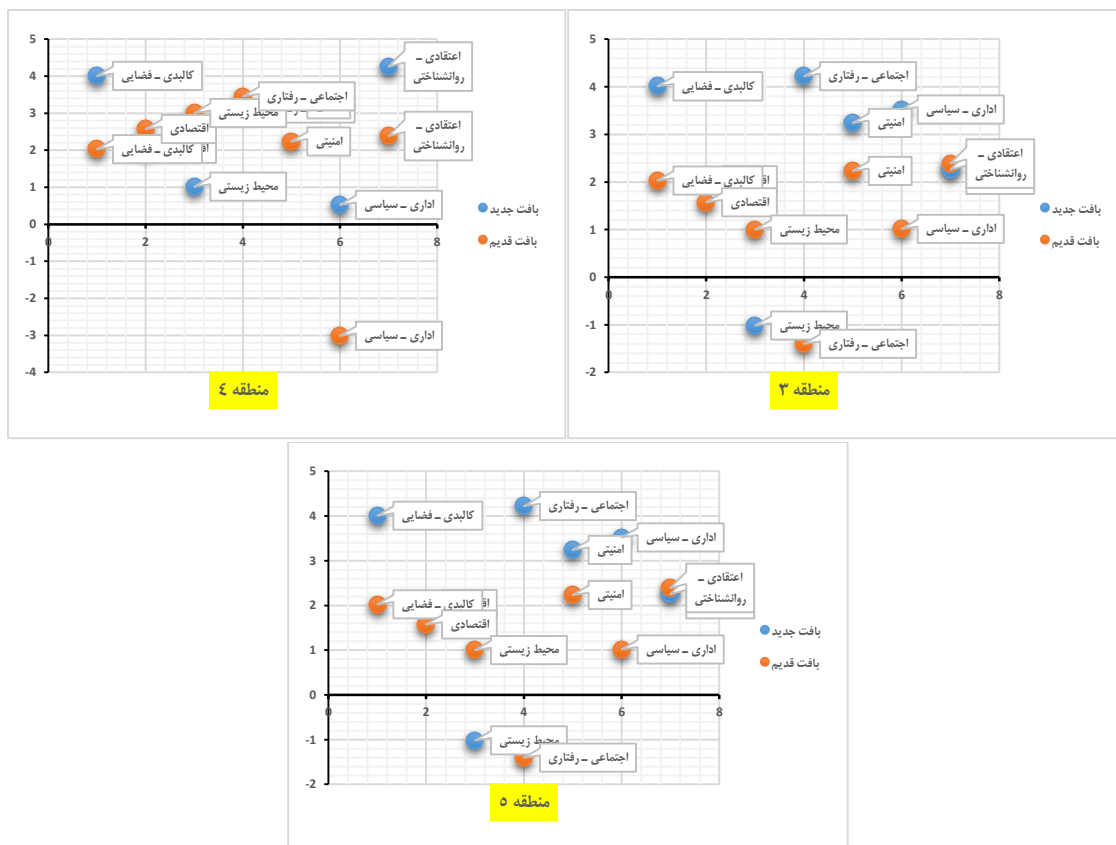 5
4
3
2
1
0
-1
-2
-3
-4
0
2
4
6
8
کالبدی ـ فضایی
اعتقادی ـ
روانشناختی
اجتماعی ـ رفتاری
محیط زیستی
اقتصادی
کالبدی ـ فضایی
امنیتی
اعتقادی ـ
روانشناختی
محیط زیستی
اداری ـ سیاسی
اداری ـ سیاسی
بافت جدید
بافت قدیم
منطقه ٤
5
4
3
2
1
0
-1
-2
0
2
4
6
8
کالبدی ـ فضایی
اجتماعی ـ رفتاری
اداری ـ سیاسی
امنیتی
امنیتی
اعتقادی ـ
روانشناختی
کالبدی ـ فضایی
اقتصادی
محیط زیستی
اداری ـ سیاسی
محیط زیستی
اجتماعی ـ رفتاری
بافت جدید
بافت قدیم
منطقه ۳
5
4
3
2
1
0
-1
-2
0
2
4
6
8
کالبدی ـ فضایی
اجتماعی ـ رفتاری
اداری ـ سیاسی
امنیتی
امنیتی
اعتقادی ـ
روانشناختی
کالبدی ـ فضایی
اقتصادی
محیط زیستی
اداری ـ سیاسی
محیط زیستی
اجتماعی ـ رفتاری
بافت جدید
بافت قدیم
منطقه ٥